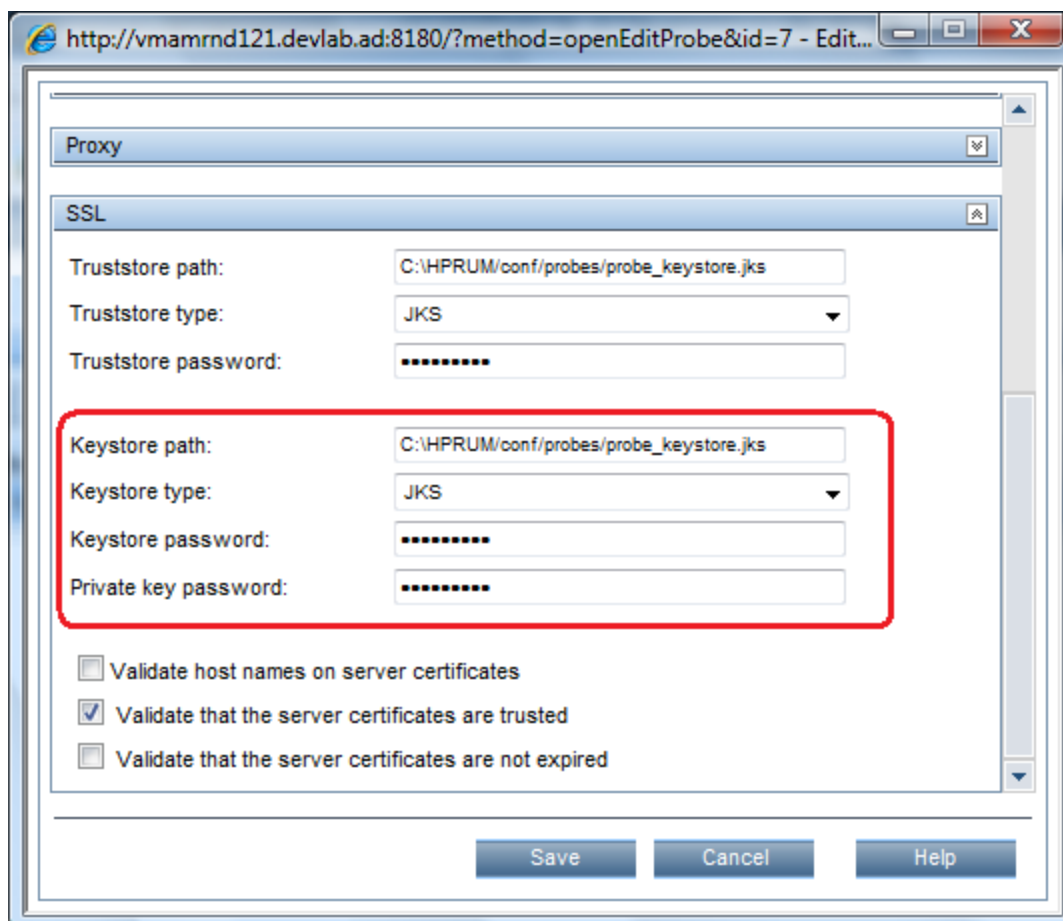 http://vmamrnd121.devlab.ad:8180/?method=openEditProbe&id=7 - Edit...
Proxy
SSL
Truststore path: C:\HPRUM/conf/probes/probe_keystore.jks
Truststore type: JKS
Truststore password: •••••••••
Keystore path: C:\HPRUM/conf/probes/probe_keystore.jks
Keystore type: JKS
Keystore password: •••••••••
Private key password: •••••••••
Validate host names on server certificates
Validate that the server certificates are trusted
Validate that the server certificates are not expired
Save Cancel Help